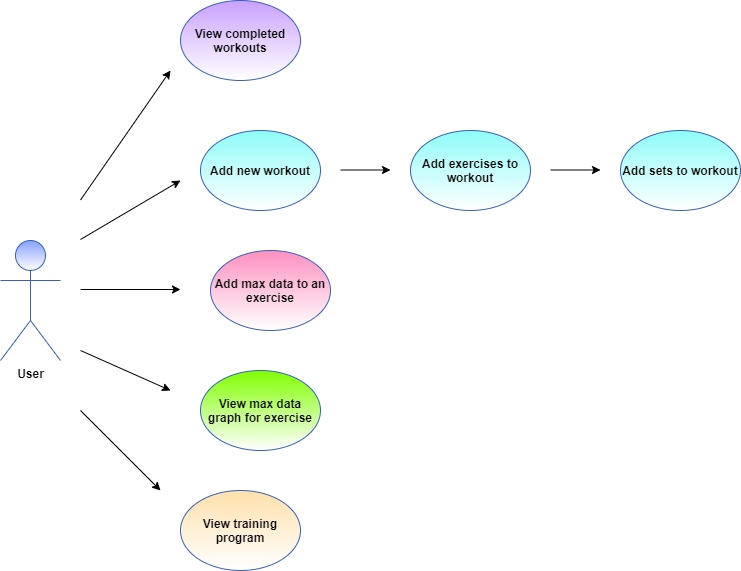 View completed
workouts
Add new workout
Add exercises to
workout
Add sets to workout
Add max data to an
exercise
User
View max data
graph for exercise
View training
program